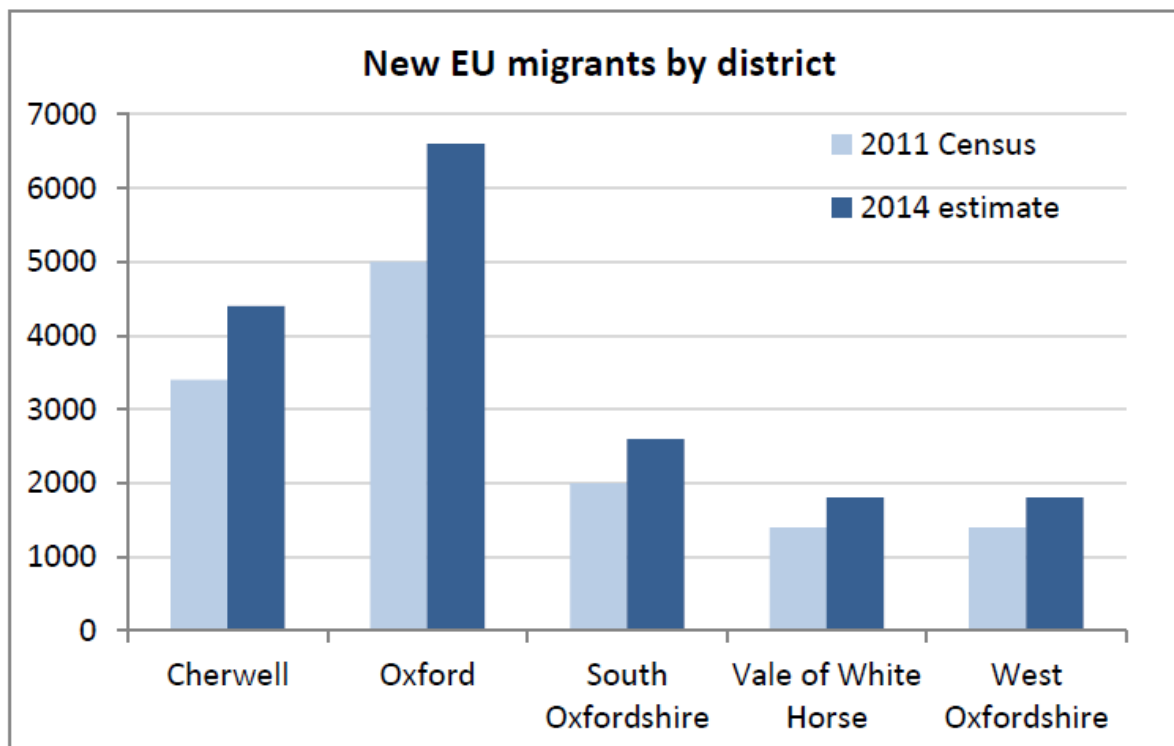 New EU migrants by district
7000
6000
5000
4000
3000
2000
1000
0
2011 Census
2014 estimate
Cherwell
Oxford
South
Oxfordshire
Vale of White
Horse
West
Oxfordshire